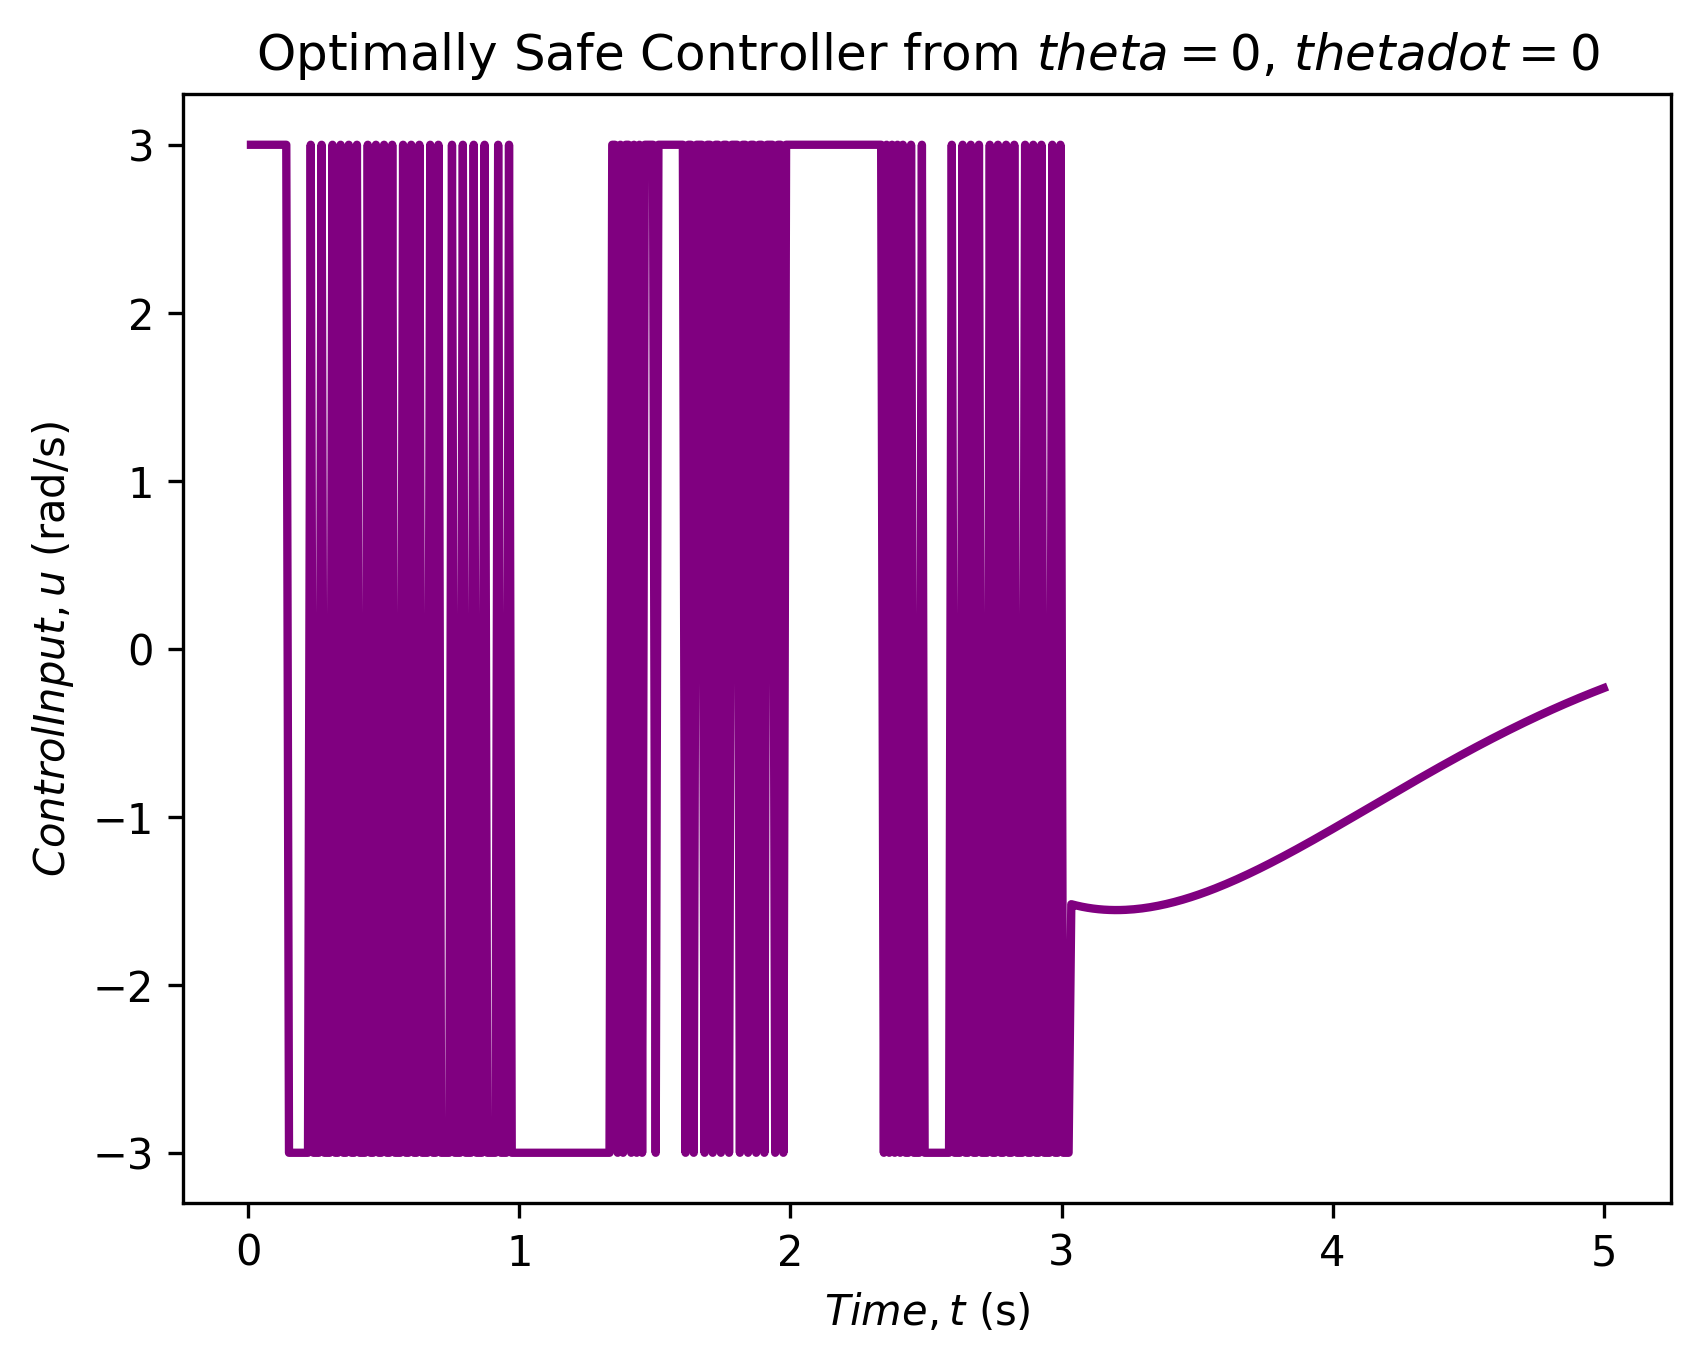 Optimally Safe Controller from theta = 0, thetadot = 0
ControlInput, u (rad/s)
3
2
1
0
−1
−2
−3
0 1 2 3 4 5
Time, t (s)